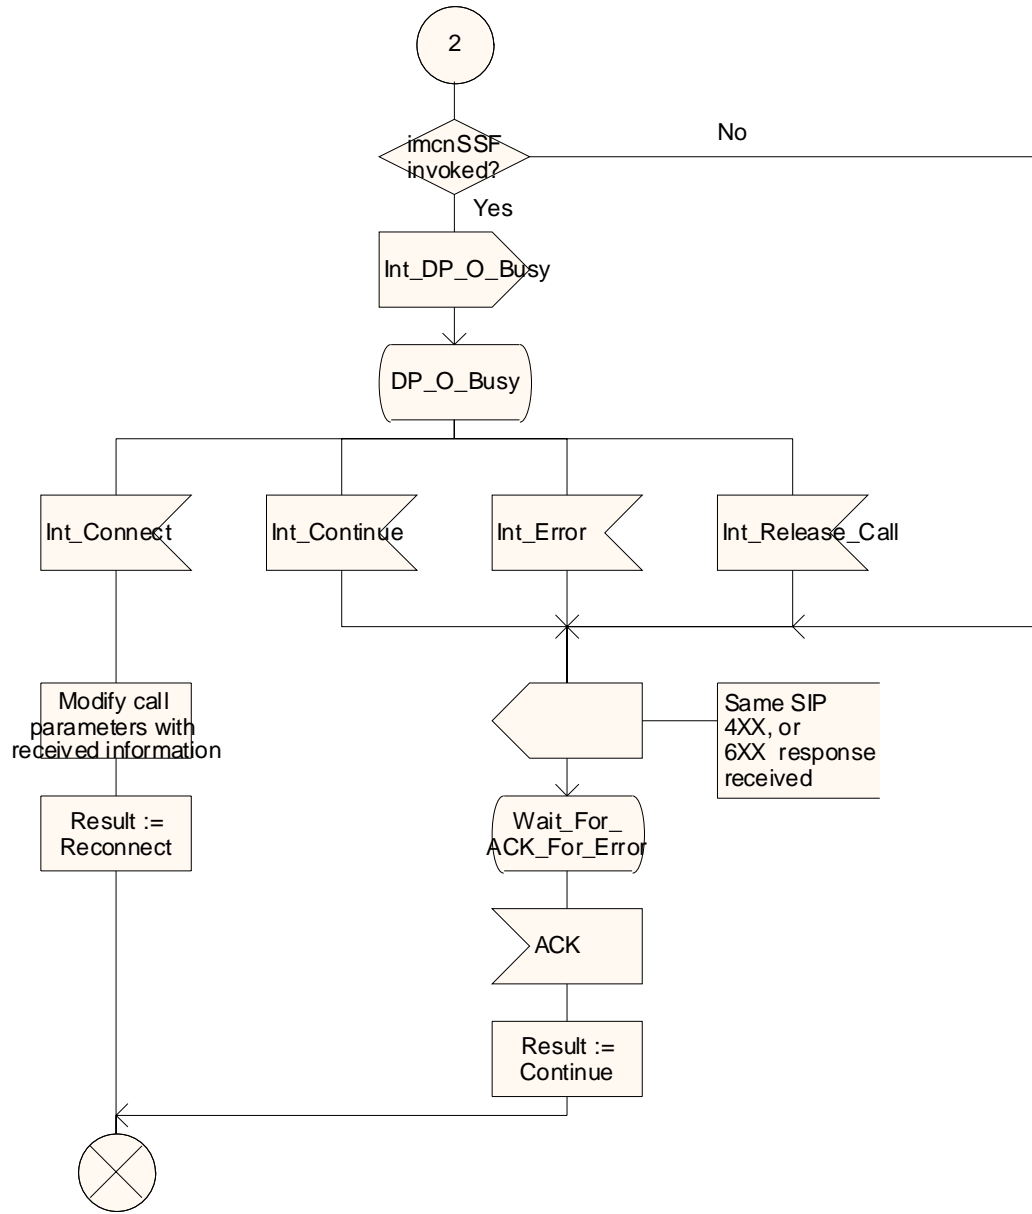 2
imcnSSF
invoked?
No
Yes
Int_DP_O_Busy
DP_O_Busy
Int_Connect
Int_Continue
Int_Error
Int_Release_Call
Modify call
parameters with
received information
Same SIP
4XX, or
6XX response
received
Result :=
Reconnect
Wait_For_
ACK_For_Error
ACK
Result :=
Continue